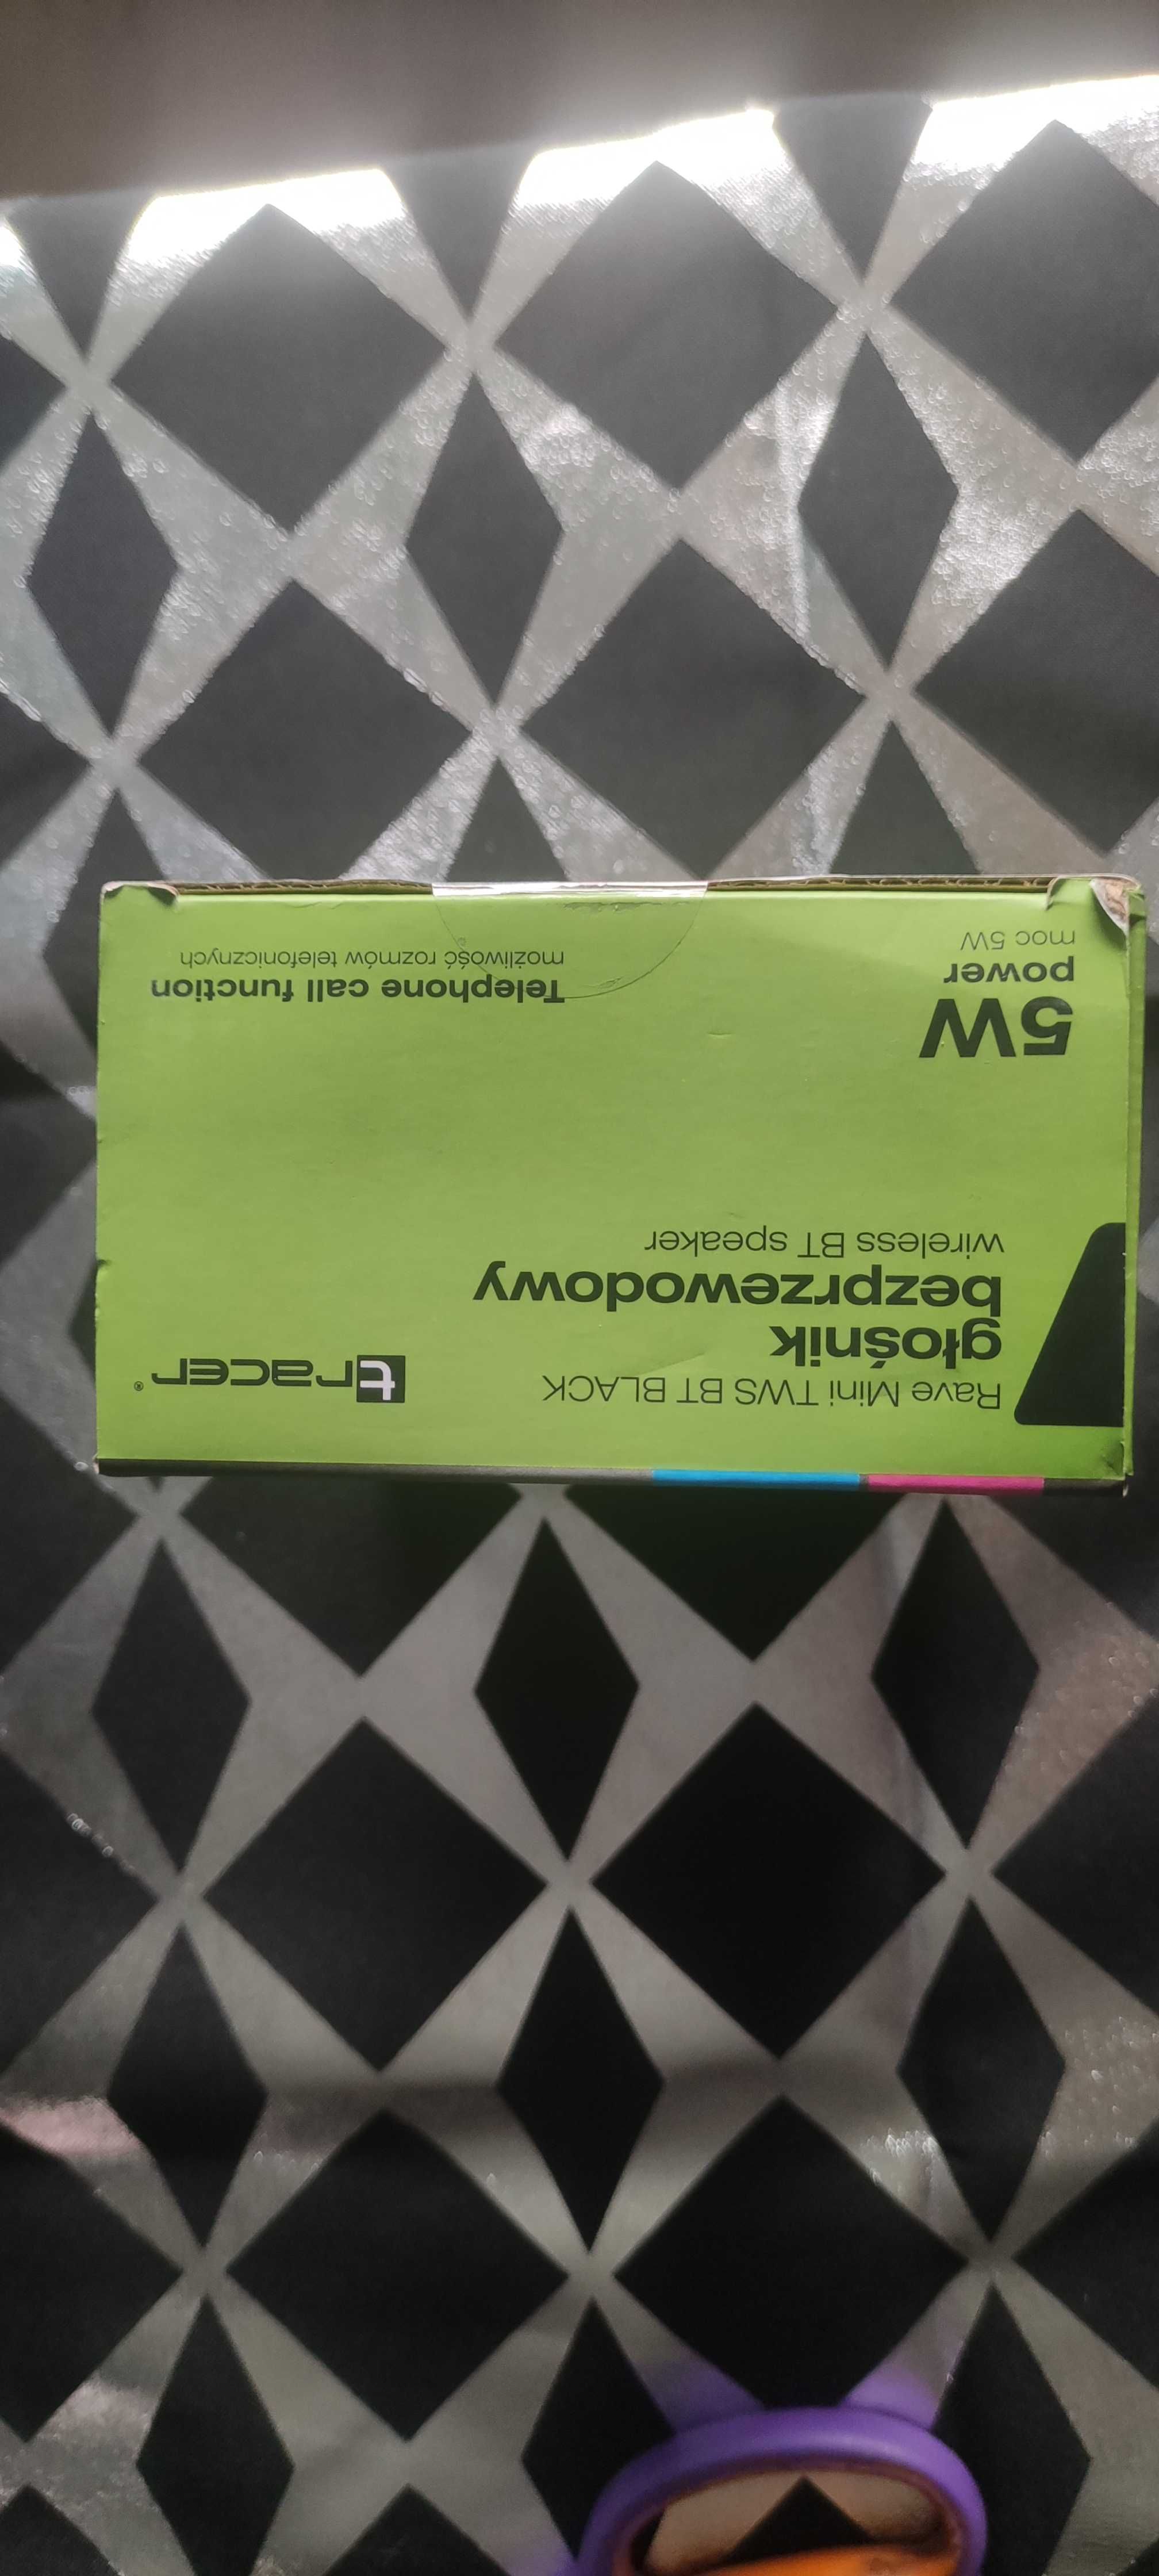 Rave Mini TWS BT BLACK
głośnik
bezprzewodowy
wireless BT speaker
tracer®
5W
power
moc 5W
Telephone call function
możliwość rozmów telefonicznych